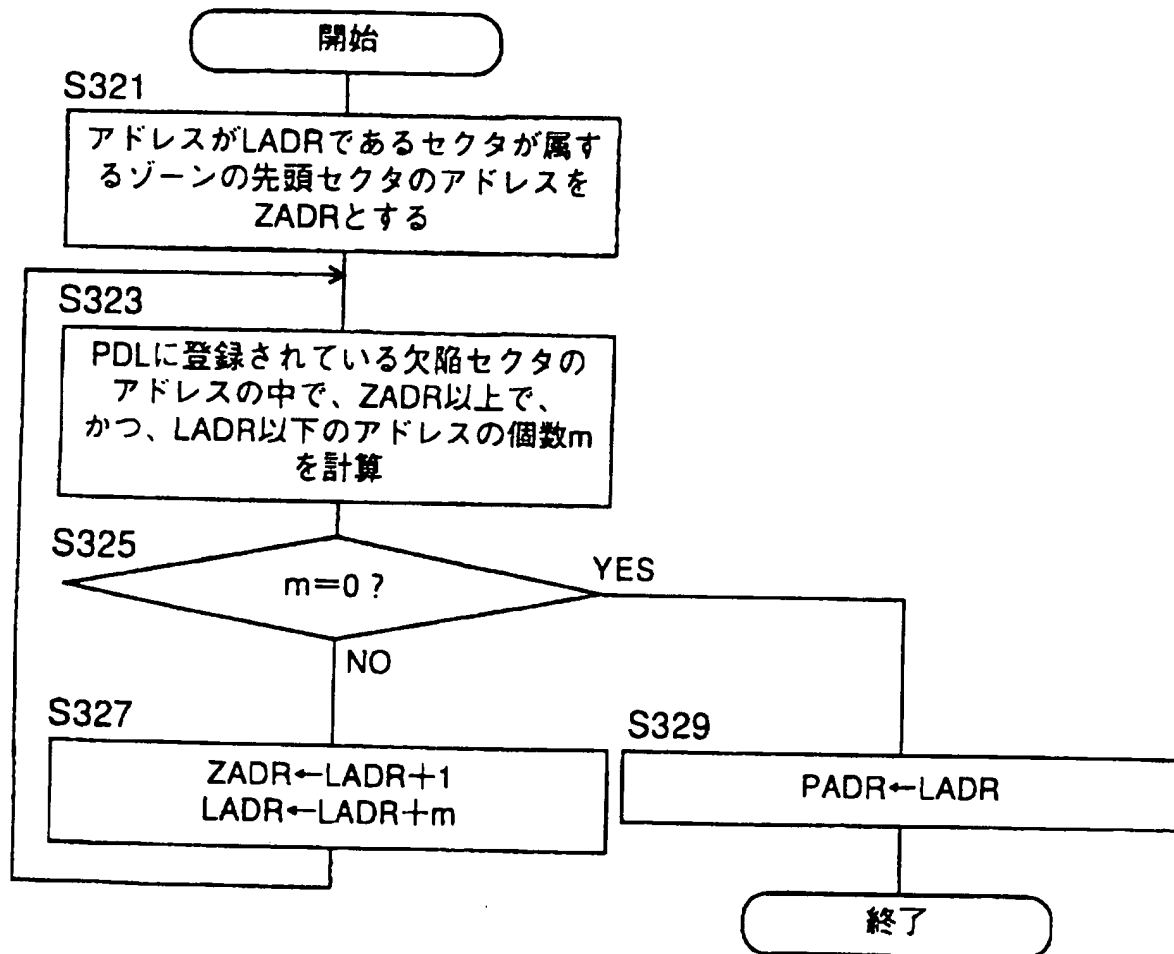 開始
S321
アドレスがLADRであるセクタが属す
るゾーンの先頭セクタのアドレスを
ZADRとする
S323
PDLに登録されている欠陥セクタの
アドレスの中で、ZADR以上で、
かつ、LADR以下のアドレスの個数m
を計算
S325
m=0?
YES
NO
S327
ZADR←LADR+1
LADR←LADR+m
S329
PADR←LADR
終了